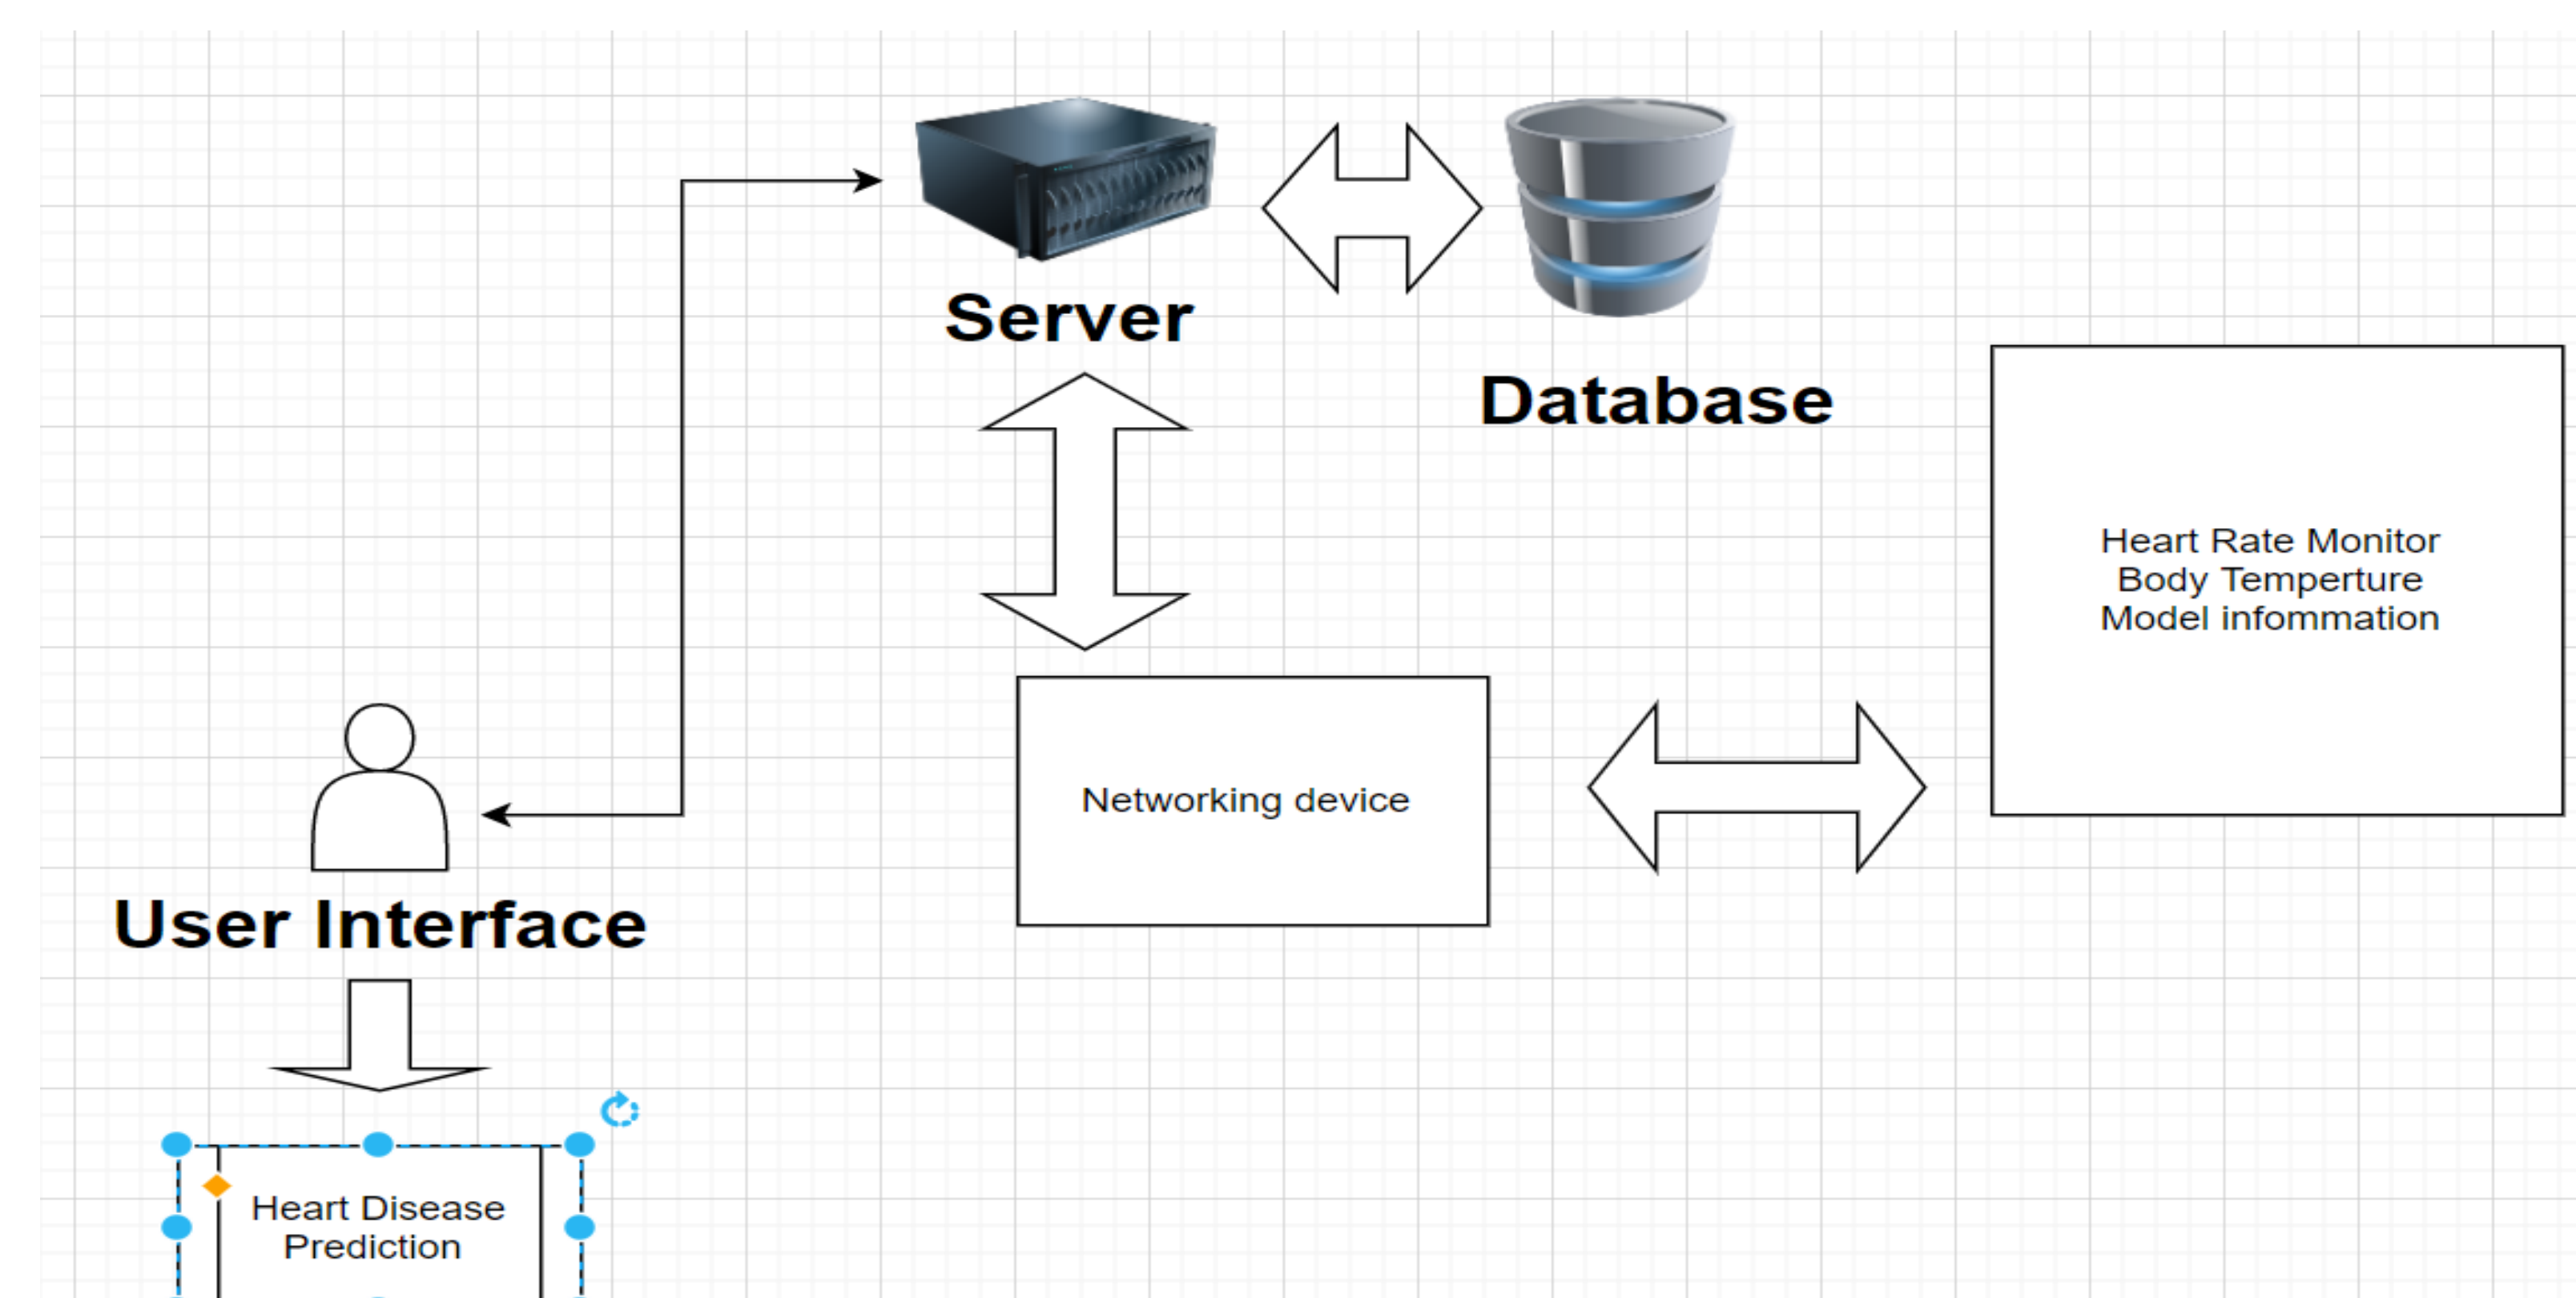 Server
Database
Heart Rate Monitor
Body Temperture
Model infommation
Networking device
User Interface
Heart Disease
Prediction